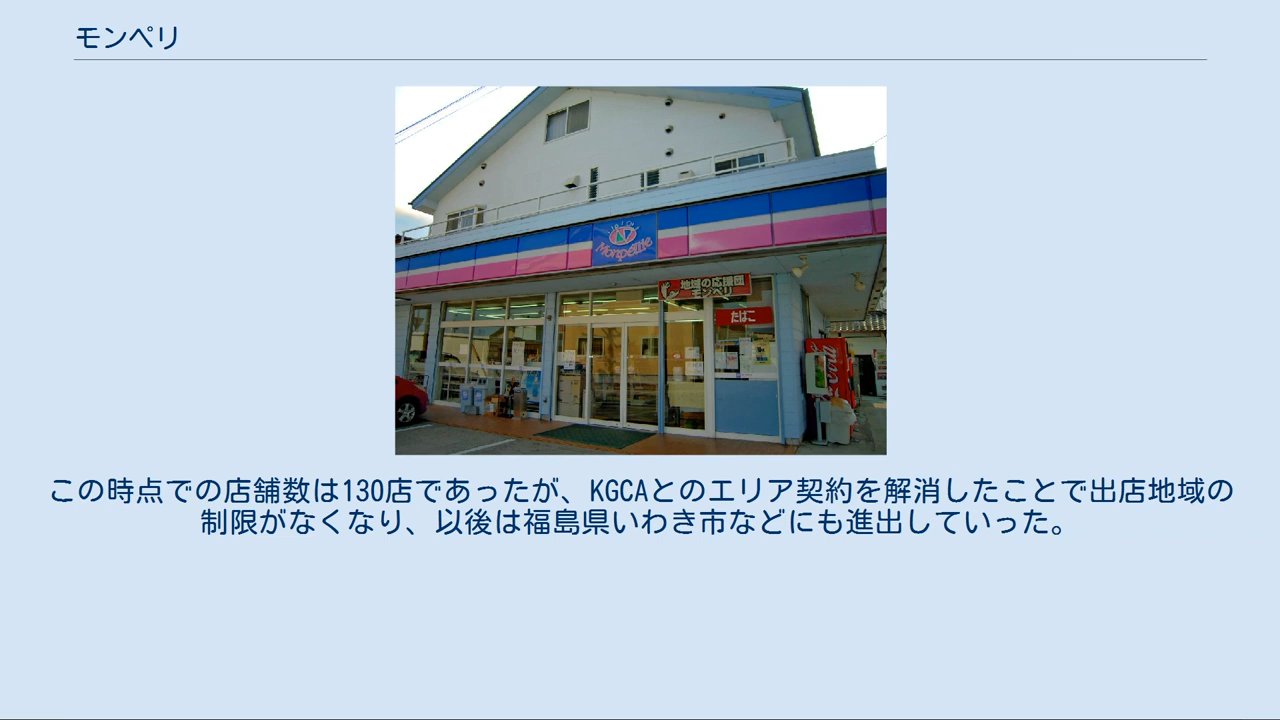 モンペリ
Monpetite
地域の応援団
モンペリ
たばこ
この時点での店舗数は130店であったが、KGCAとのエリア契約を解消したことで出店地域の
制限がなくなり、以後は福島県いわき市などにも進出していった。